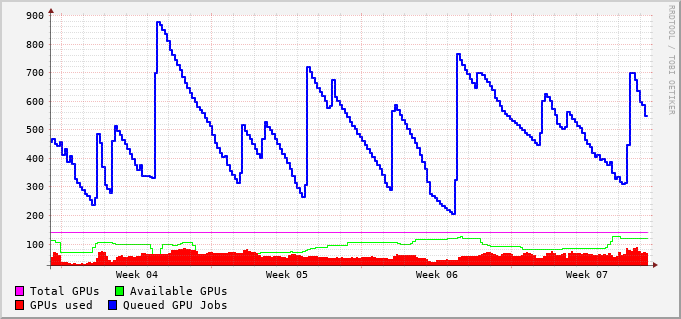 900
800
700
600
500
400
300
200
100
Week 04 Week 05 Week 06 Week 07
Total GPUs Available GPUs
GPUs used Queued GPU Jobs
RRDTOOL / TOBI OETIKER